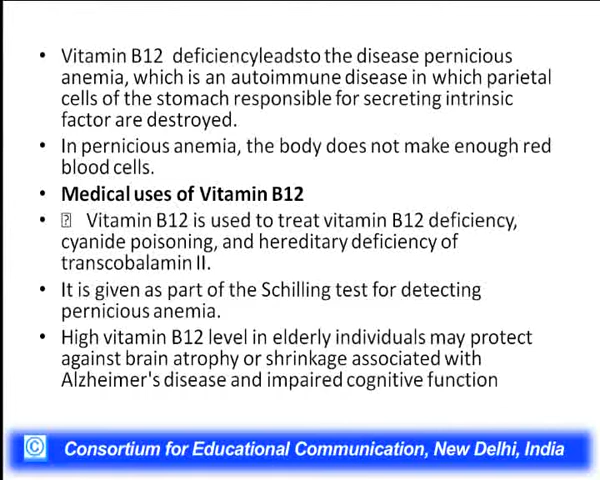 • Vitamin B12  deficiencyleadsto the disease pernicious
anemia, which is an autoimmune disease in which parietal
cells of the stomach responsible for secreting intrinsic
factor are destroyed.
• In pernicious anemia, the body does not make enough red
blood cells.
• Medical uses of Vitamin B12
• Vitamin B12 is used to treat vitamin B12 deficiency,
cyanide poisoning, and hereditary deficiency of
transcobalamin II.
• It is given as part of the Schilling test for detecting
pernicious anemia.
• High vitamin B12 level in elderly individuals may protect
against brain atrophy or shrinkage associated with
Alzheimer's disease and impaired cognitive function
© Consortium for Educational Communication, New Delhi, India